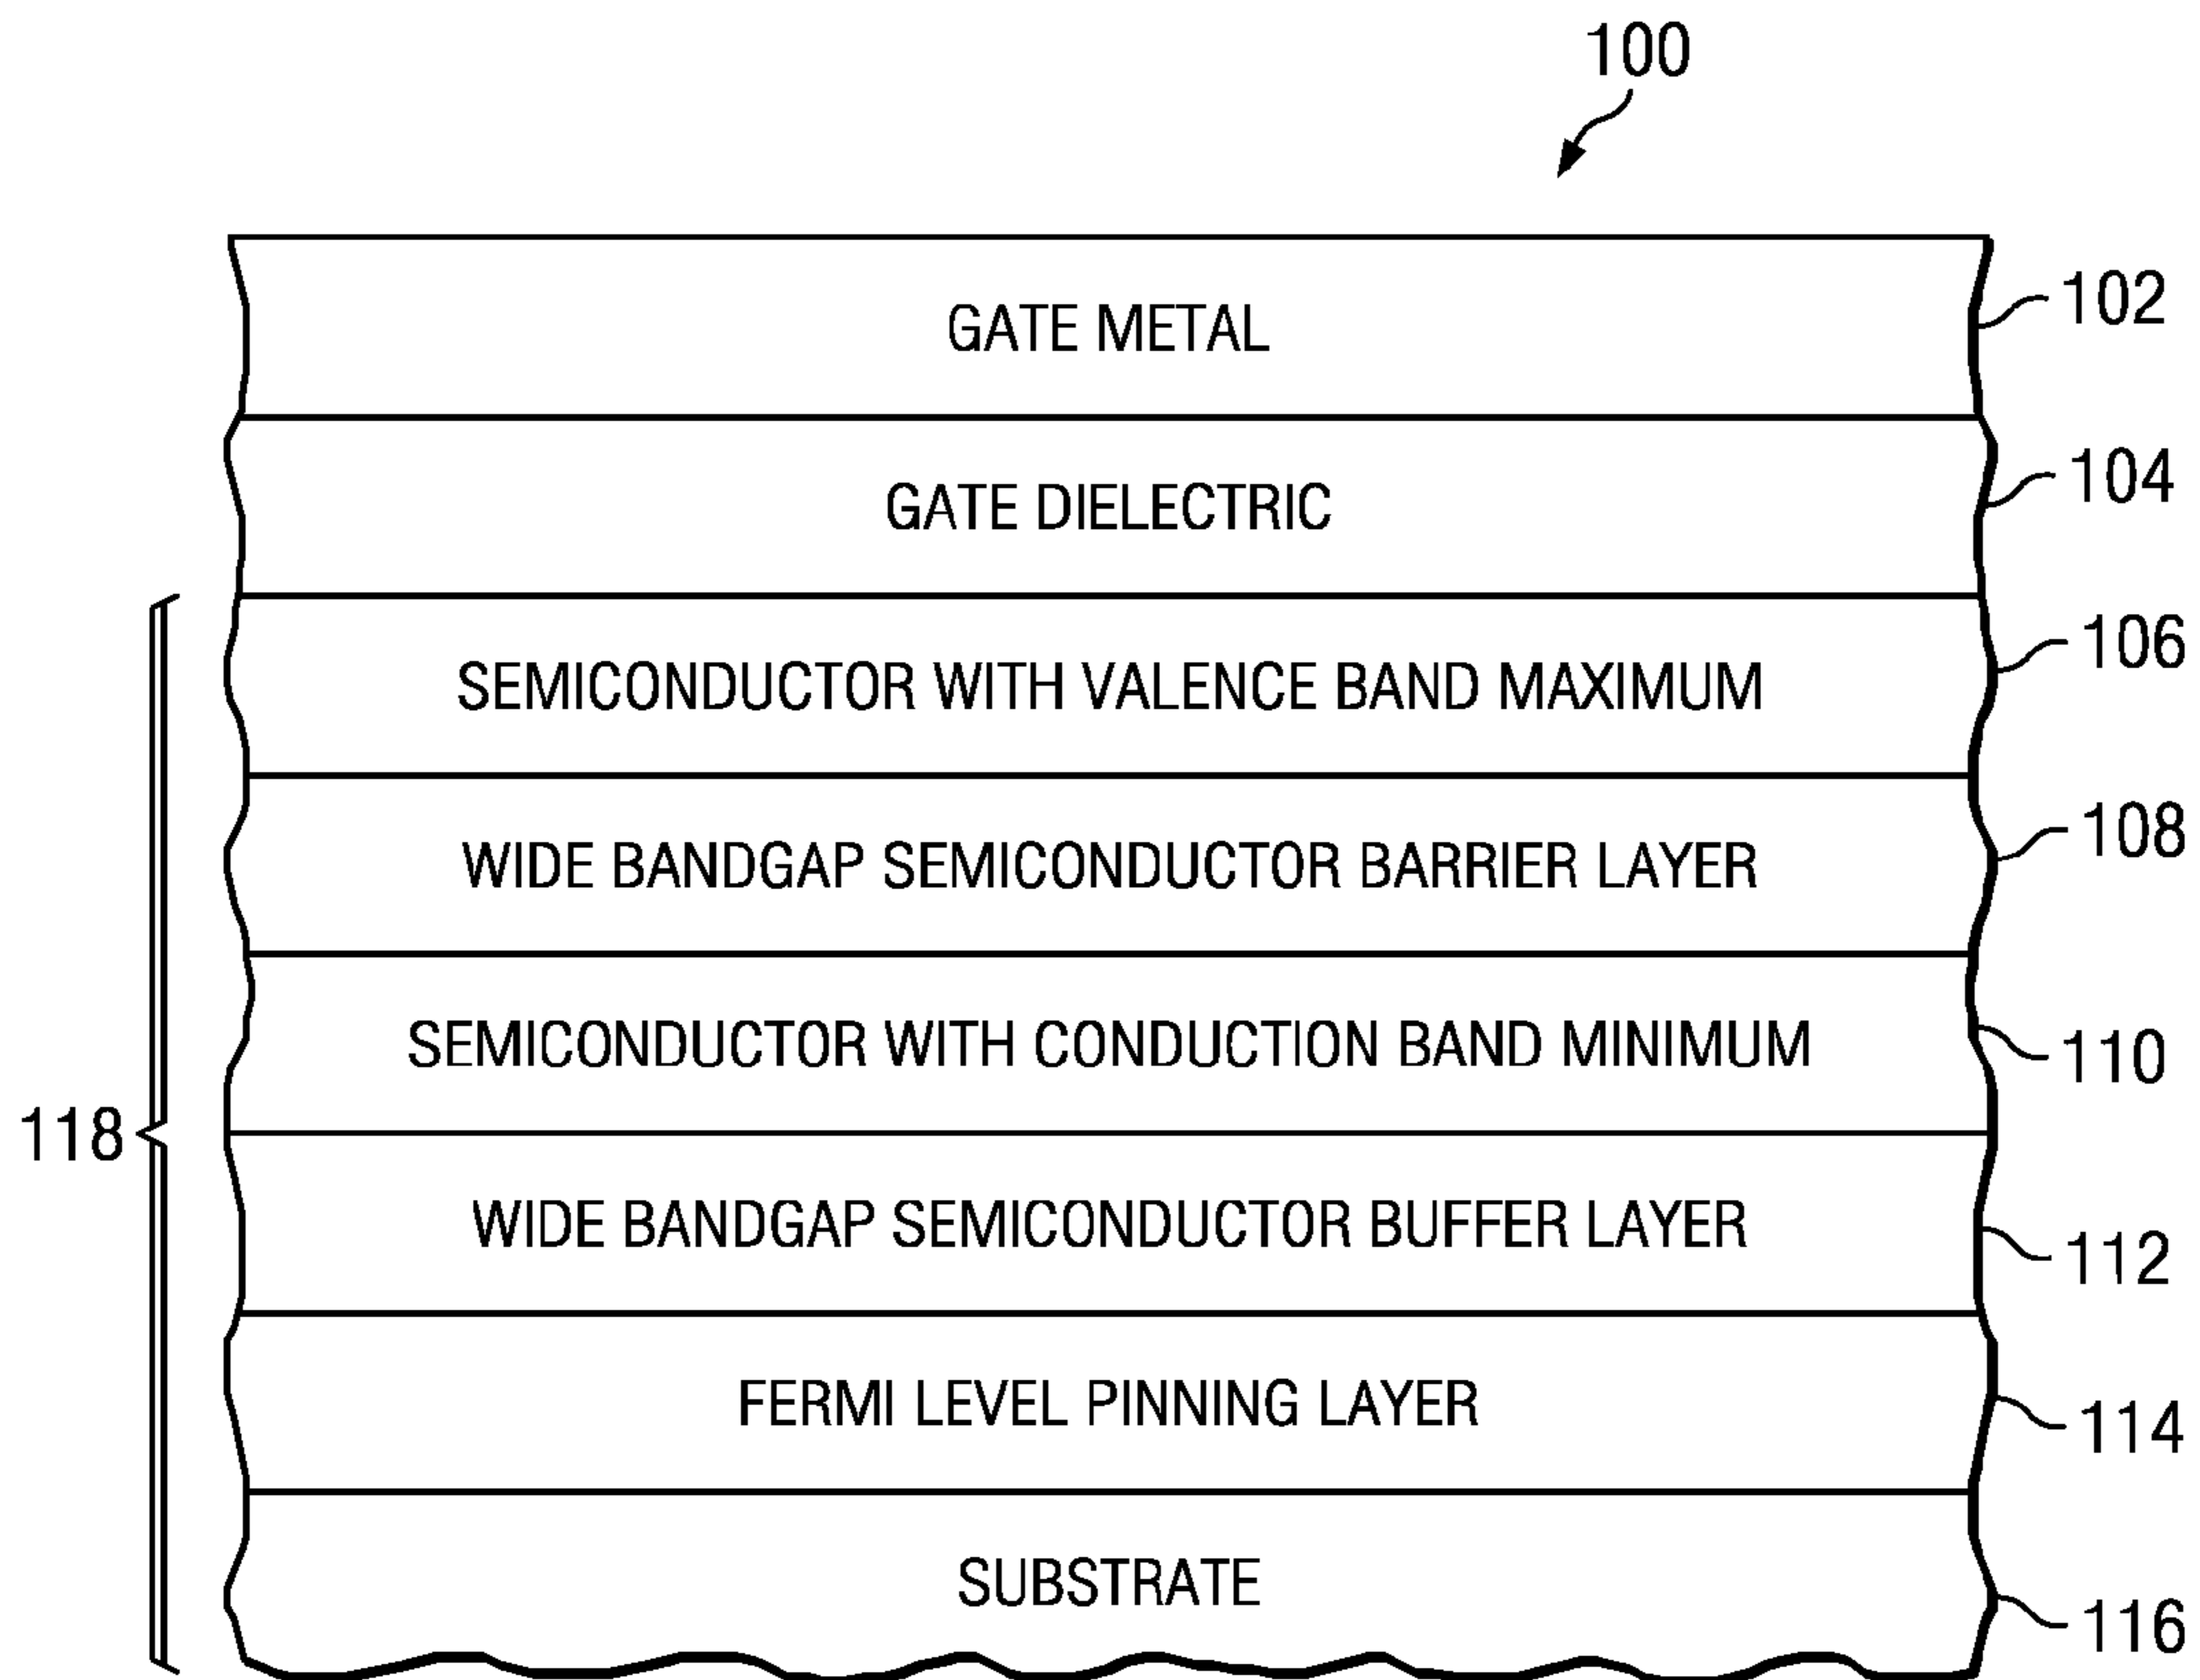 100
GATE METAL
102
GATE DIELECTRIC
104
SEMICONDUCTOR WITH VALENCE BAND MAXIMUM
106
WIDE BANDGAP SEMICONDUCTOR BARRIER LAYER
108
SEMICONDUCTOR WITH CONDUCTION BAND MINIMUM
110
118
WIDE BANDGAP SEMICONDUCTOR BUFFER LAYER
112
FERMI LEVEL PINNING LAYER
114
SUBSTRATE
116